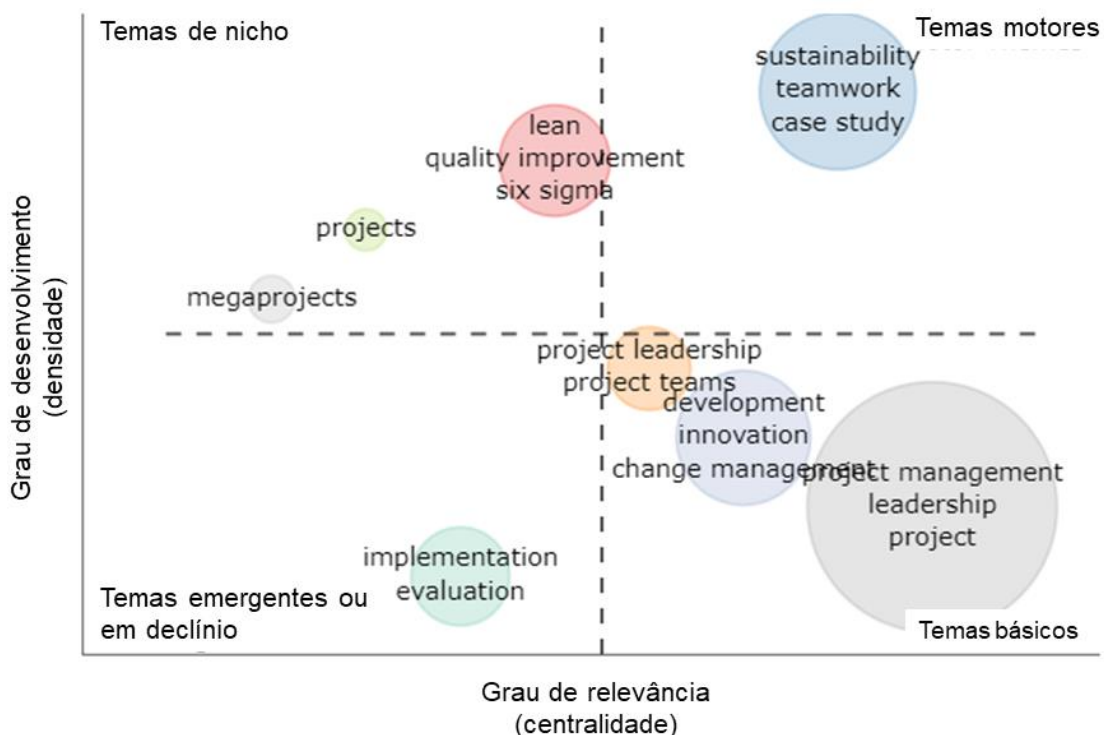 Temas de nicho
Temas motores
sustainability
teamwork
case study
lean
quality improvement
six sigma
projects
megaprojects
project leadership
project teams
development
innovation
change management
project management
leadership
project
implementation
evaluation
Temas emergentes ou
em declínio
Temas básicos
Grau de desenvolvimento
(densidade)
Grau de relevância
(centralidade)